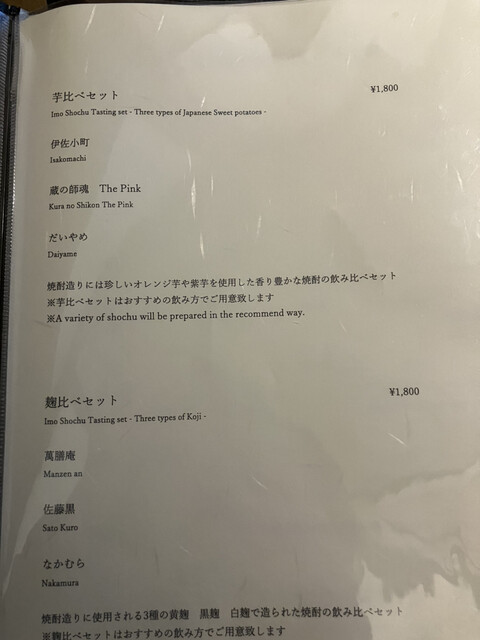 芋比べセット ¥1,800
Imo Shochu Tasting set - Three types of Japanese Sweet potatoes -
伊佐小町
Isakomachi
蔵の師魂 The Pink
Kura no Shikon The Pink
だいやめ
Daiyame
焼酎造りには珍しいオレンジ芋や紫芋を使用した香り豊かな焼酎の飲み比べセット
※芋比べセットはおすすめの飲み方でご用意致します
※A variety of shochu will be prepared in the recommend way.
麹比べセット ¥1,800
Imo Shochu Tasting set - Three types of Koji -
萬膳庵
Manzen an
佐藤黒
Sato Kuro
なかむら
Nakamura
焼酎造りに使用される3種の黄麹 黒麹 白麹で造られた焼酎の飲み比べセット
※麹比べセットはおすすめの飲み方でご用意致します